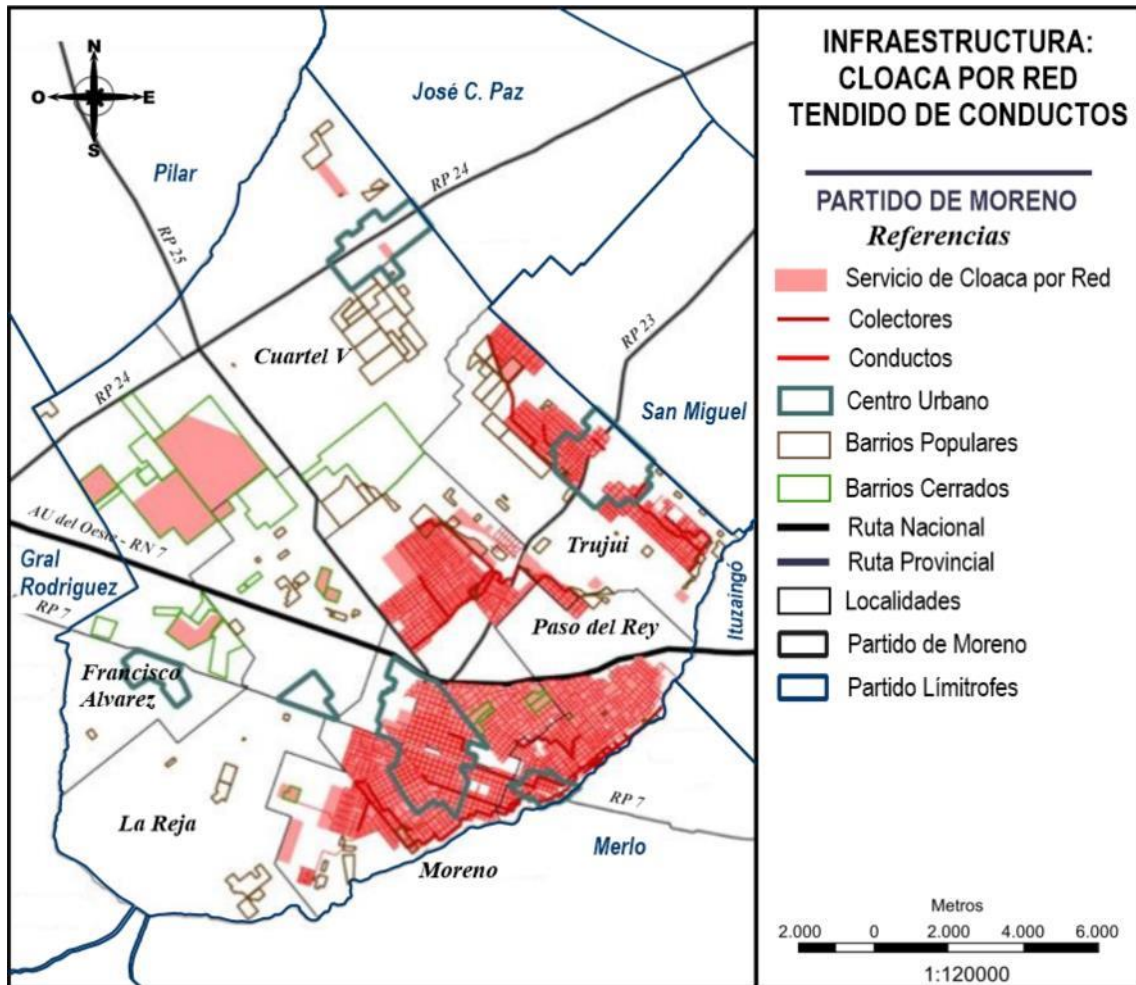 INFRAESTRUCTURA:
CLOACA POR RED
TENDIDO DE CONDUCTOS
PARTIDO DE MORENO
Referencias
Servicio de Cloaca por Red
Colectores
Conductos
Centro Urbano
Barrios Populares
Barrios Cerrados
Ruta Nacional
Ruta Provincial
Localidades
Partido de Moreno
Partido Límitrofes
Metros
2.000 0 2.000 4.000 6.000
1:120000
N
O E
S
José C. Paz
Pilar
RP 24
RP 25
RP 23
Cuartel V
RP 24
San Miguel
AU del Oeste - RN 7
Trujui
Gral
Rodriguez
Ituzaingó
RP 7
Paso del Rey
Francisco
Alvarez
RP 7
La Reja
Merlo
Moreno